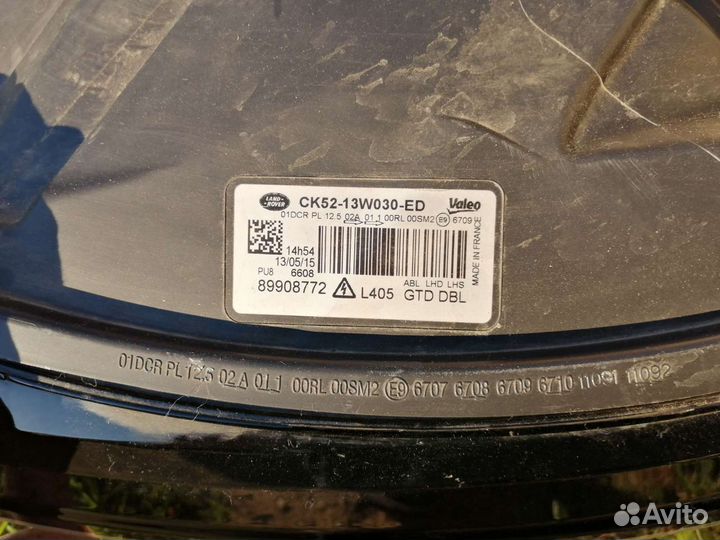 LAND ROVER
CK52-13W030-ED
Valeo
01DCR PL 12.5 02A 01 1 00RL 00SM2 E9 6709
14h54
13/05/15
PU8 6608
89908772
ABL LHD LHS
L405 GTD DBL
MADE IN FRANCE
01DCR PL 12.5 02A 01 1 00RL 00SM2 E9 6707 6708 6709 6710 11091 11092
Avito